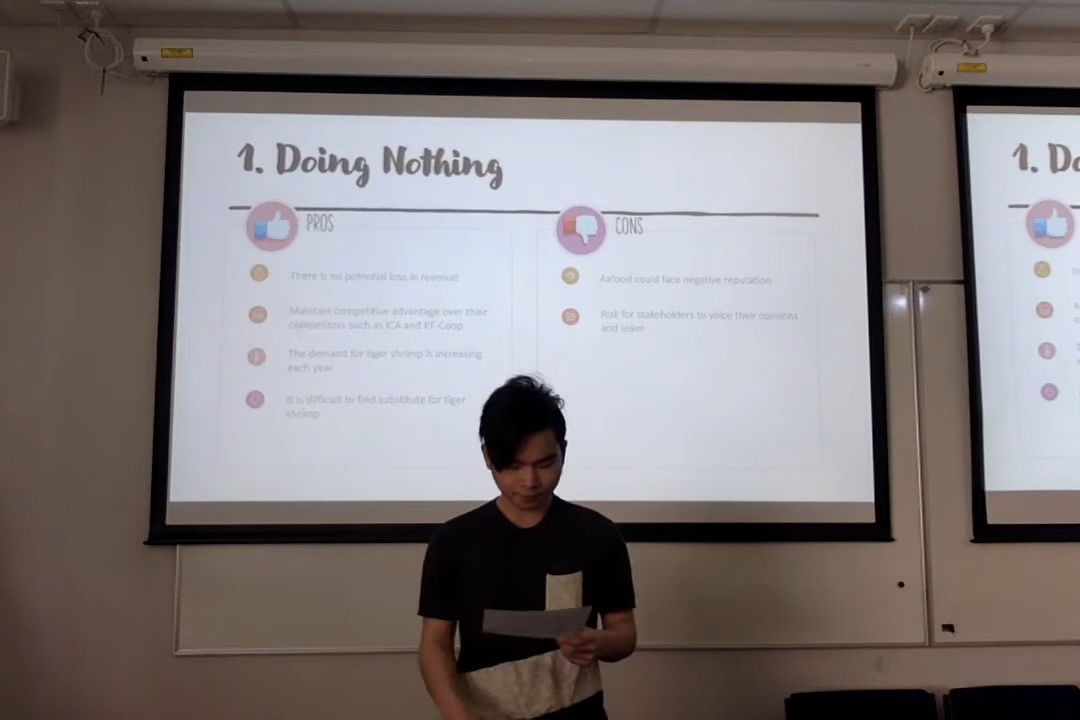 1. Doing Nothing
PROS
There is no potential loss in revenue
Maintain competitive advantage over their
competitors such as ICA and KF-Coop
The demand for tiger shrimp is increasing
each year
It is difficult to find substitute for tiger
shrimp
CONS
Axfood could face negative reputation
Risk for stakeholders to voice their opinions
and leave
1. Do